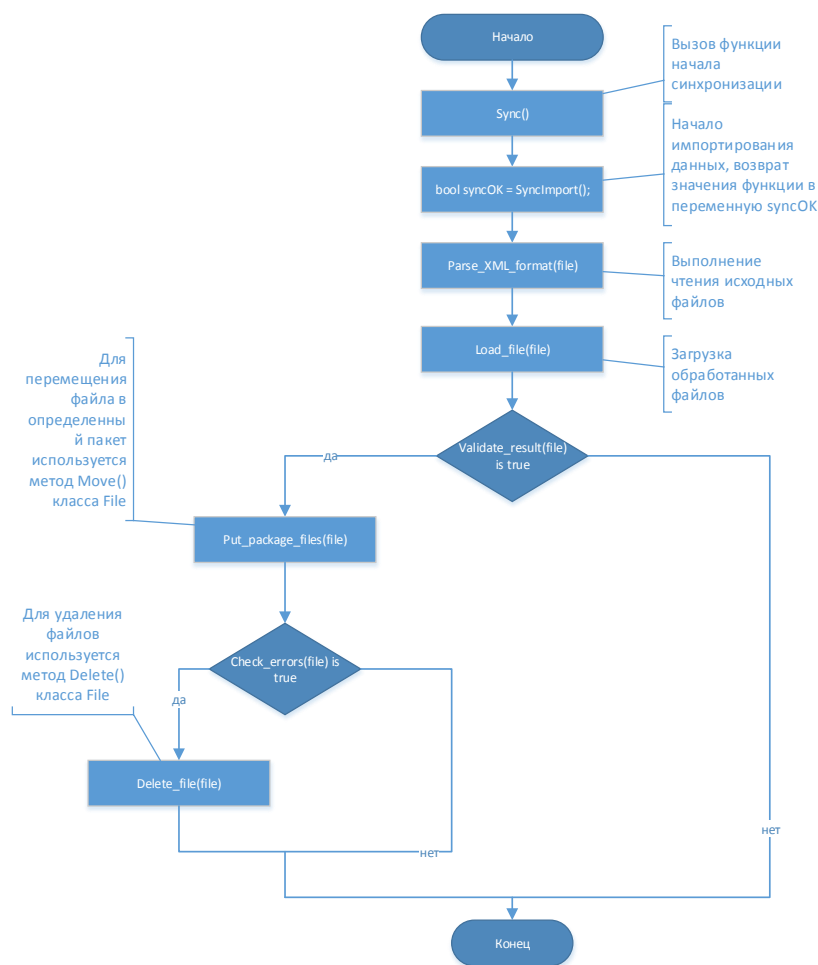 Начало
Вызов функции
начала
синхронизации
Sync()
Начало
импортирования
данных, возврат
значения функции в
переменную syncOK
bool syncOK = SyncImport();
Parse_XML_format(file)
Выполнение
чтения исходных
файлов
Load_file(file)
Загрузка
обработанных
файлов
Для
перемещения
файла в
определенны
й пакет
используется
метод Move()
класса File
Validate_result(file)
is true
да
Put_package_files(file)
Для удаления
файлов
используется
метод Delete()
класса File
Check_errors(file) is
true
да
Delete_file(file)
нет
нет
Конец